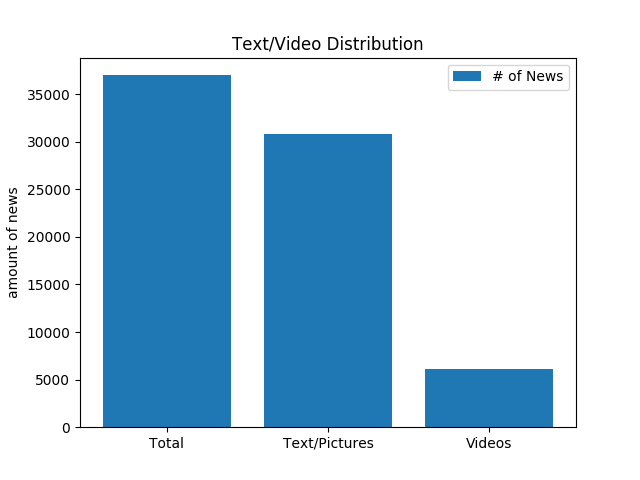 Text/Video Distribution
# of News
amount of news
35000
30000
25000
20000
15000
10000
5000
0
Total
Text/Pictures
Videos